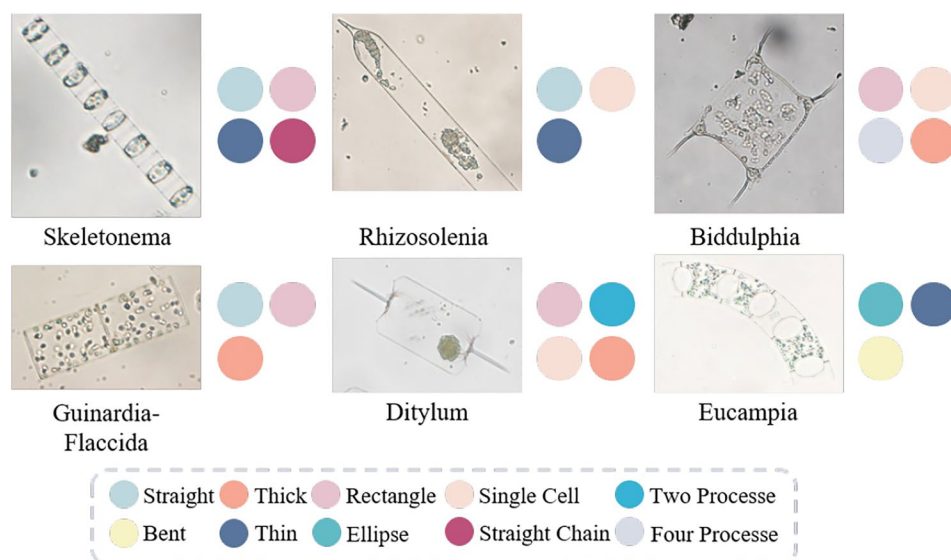 Skeletonema
Rhizosolenia
Biddulphia
Guinardia-
Flaccida
Ditylum
Eucampia
Straight
Thick
Rectangle
Single Cell
Two Processe
Bent
Thin
Ellipse
Straight Chain
Four Processe